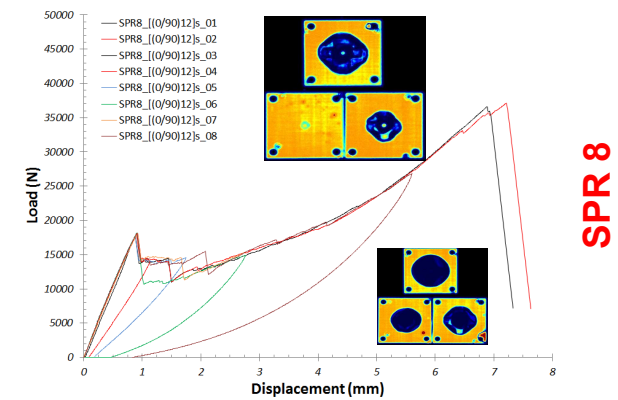 50000
45000
40000
35000
30000
25000
20000
15000
10000
5000
0
Load (N)
SPR8_[(0/90)12]s_01
SPR8_[(0/90)12]s_02
SPR8_[(0/90)12]s_03
SPR8_[(0/90)12]s_04
SPR8_[(0/90)12]s_05
SPR8_[(0/90)12]s_06
SPR8_[(0/90)12]s_07
SPR8_[(0/90)12]s_08
0 1 2 3 4 5 6 7 8
Displacement (mm)
SPR 8